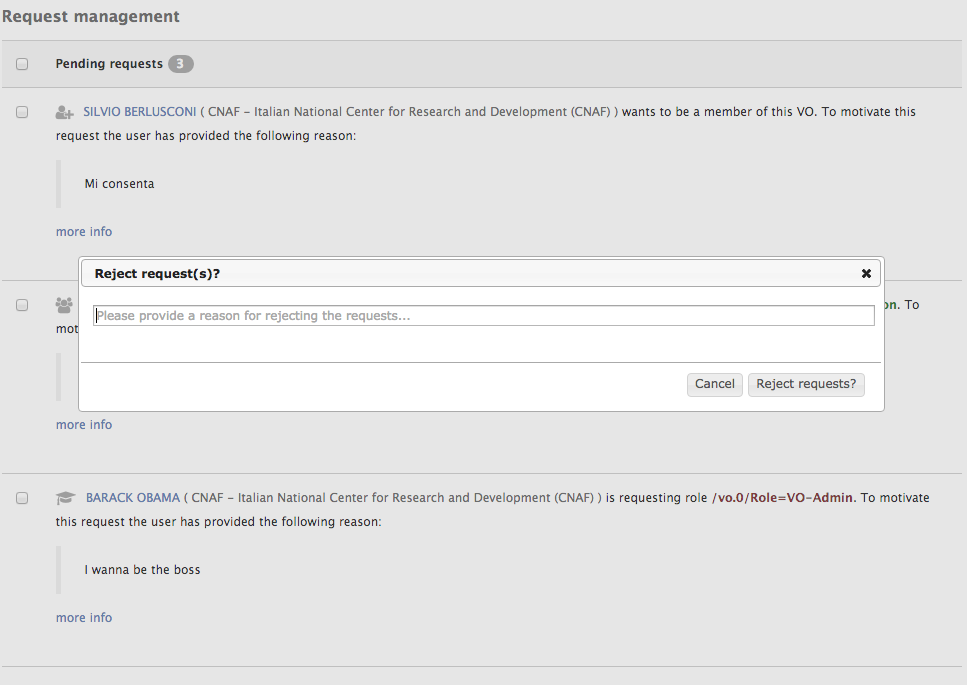 Request management
Pending requests 3
SILVIO BERLUSCONI ( CNAF – Italian National Center for Research and Development (CNAF) ) wants to be a member of this VO. To motivate this
request the user has provided the following reason:
Mi consenta
more info
Reject request(s)?
on. To
mot
Please provide a reason for rejecting the requests...
Cancel Reject requests?
more info
BARACK OBAMA ( CNAF – Italian National Center for Research and Development (CNAF) ) is requesting role /vo.0/Role=VO-Admin. To motivate
this request the user has provided the following reason:
I wanna be the boss
more info